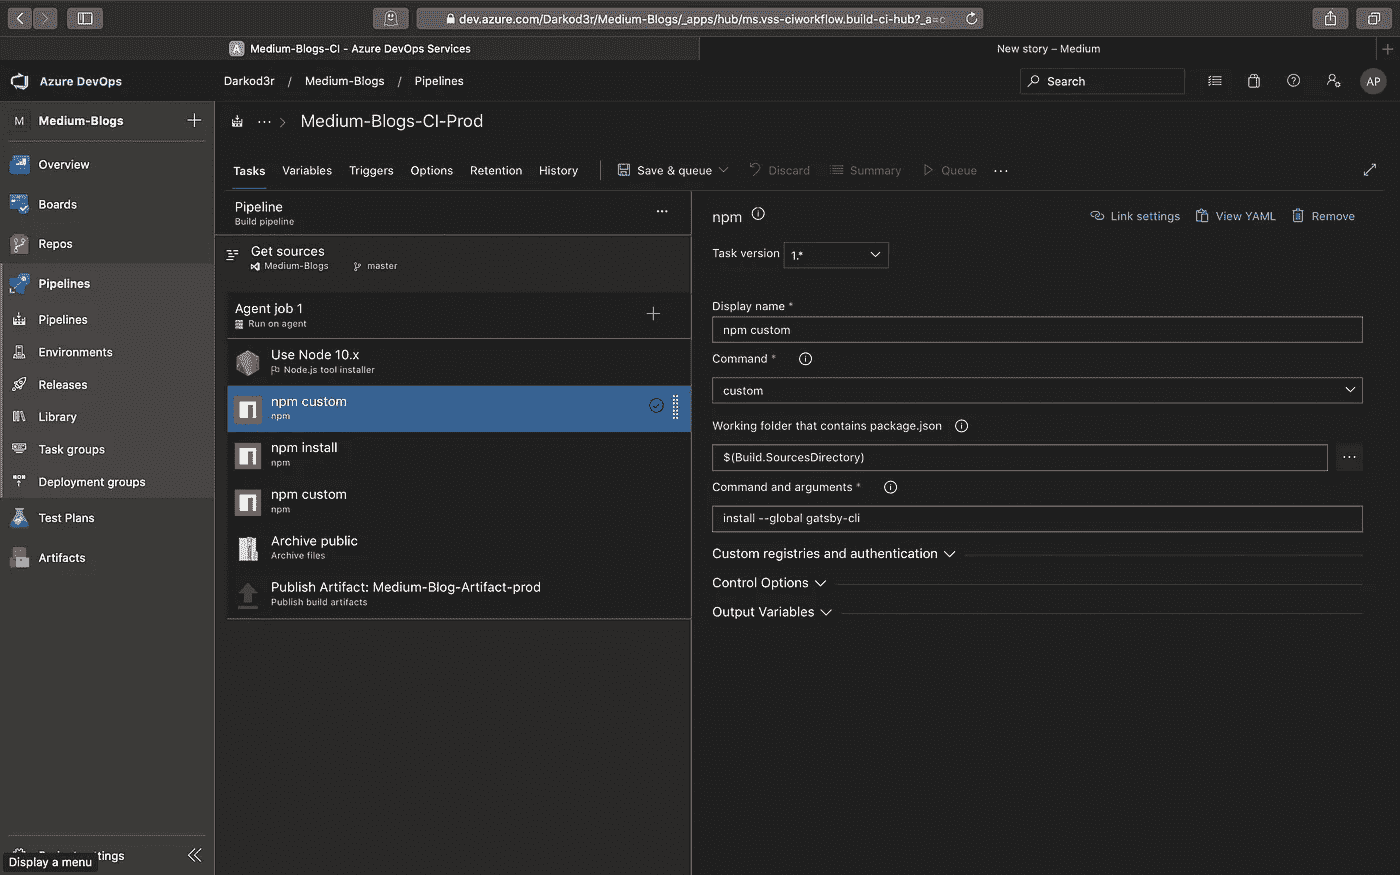 dev.azure.com/Darkod3r/Medium-Blogs/_apps/hub/ms.vss-ciworkflow.build-ci-hub?_a=c
A Medium-Blogs-CI - Azure DevOps Services
New story – Medium
Azure DevOps
Darkod3r / Medium-Blogs / Pipelines
Search
AP
M Medium-Blogs
Medium-Blogs-CI-Prod
Overview
Boards
Repos
Pipelines
Pipelines
Environments
Releases
Library
Task groups
Deployment groups
Test Plans
Artifacts
Display a menu
Tasks Variables Triggers Options Retention History Save & queue Discard Summary Queue
Pipeline
Build pipeline
Get sources
Medium-Blogs master
Agent job 1
Run on agent
Use Node 10.x
Node.js tool installer
npm custom
npm
npm install
npm
npm custom
npm
Archive public
Archive files
Publish Artifact: Medium-Blog-Artifact-prod
Publish build artifacts
npm
Link settings View YAML Remove
Task version 1.*
Display name *
npm custom
Command *
custom
Working folder that contains package.json
$(Build.SourcesDirectory)
Command and arguments *
install --global gatsby-cli
Custom registries and authentication
Control Options
Output Variables